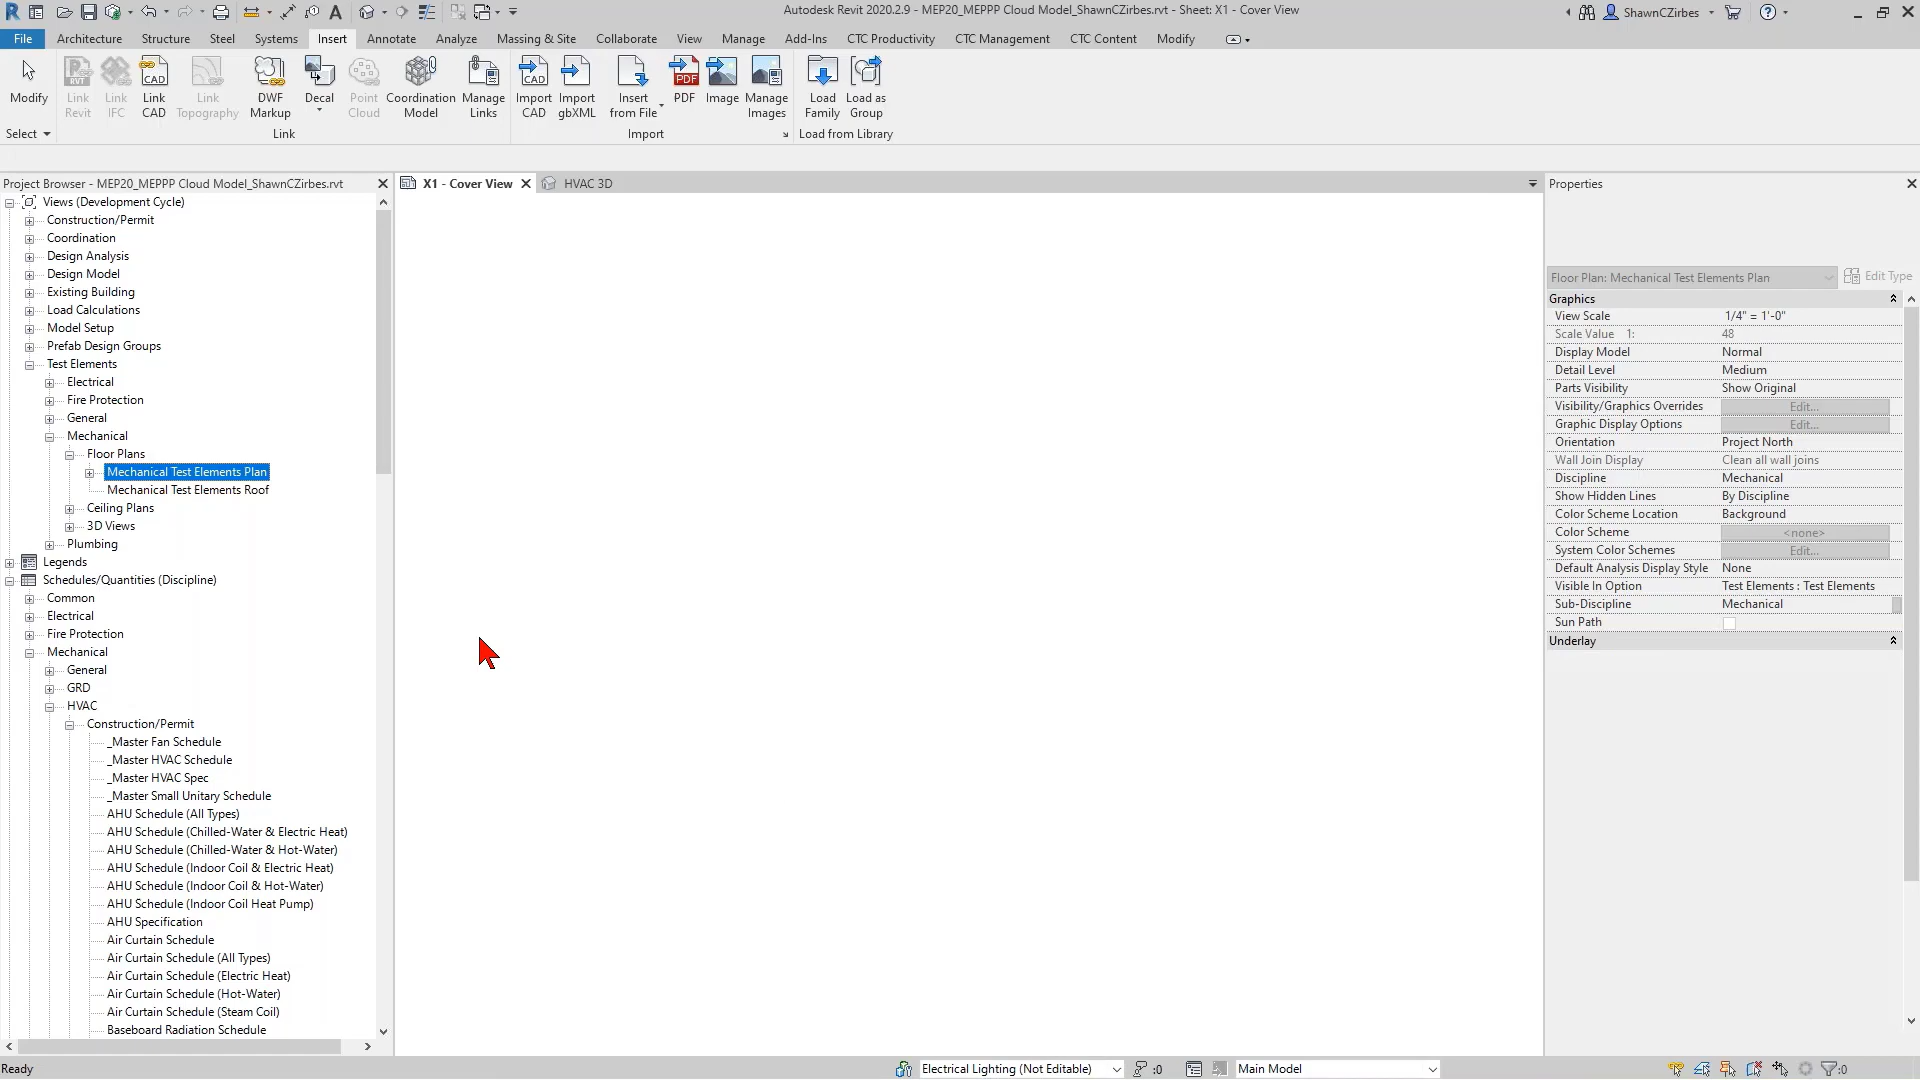 Autodesk Revit 2020.2.9 - MEP20_MEPPP Cloud Model_ShawnCZirbes.rvt - Sheet: X1 - Cover View
ShawnCZirbes
File Architecture Structure Steel Systems Insert Annotate Analyze Massing & Site Collaborate View Manage Add-Ins CTC Productivity CTC Management CTC Content Modify
Modify
Link Revit
Link IFC
Link CAD
Link Topography
DWF Markup
Decal
Point Cloud
Coordination Model
Manage Links
Import CAD
Import gbXML
Insert from File
PDF
Image
Manage Images
Load Family
Load as Group
Select
Link
Import
Load from Library
Project Browser - MEP20_MEPPP Cloud Model_ShawnCZirbes.rvt
X1 - Cover View
HVAC 3D
Properties
Views (Development Cycle)
Construction/Permit
Coordination
Design Analysis
Design Model
Existing Building
Load Calculations
Model Setup
Prefab Design Groups
Test Elements
Electrical
Fire Protection
General
Mechanical
Floor Plans
Mechanical Test Elements Plan
Mechanical Test Elements Roof
Ceiling Plans
3D Views
Plumbing
Legends
Schedules/Quantities (Discipline)
Common
Electrical
Fire Protection
Mechanical
General
GRD
HVAC
Construction/Permit
_Master Fan Schedule
_Master HVAC Schedule
_Master HVAC Spec
_Master Small Unitary Schedule
AHU Schedule (All Types)
AHU Schedule (Chilled-Water & Electric Heat)
AHU Schedule (Chilled-Water & Hot-Water)
AHU Schedule (Indoor Coil & Electric Heat)
AHU Schedule (Indoor Coil & Hot-Water)
AHU Schedule (Indoor Coil Heat Pump)
AHU Specification
Air Curtain Schedule
Air Curtain Schedule (All Types)
Air Curtain Schedule (Electric Heat)
Air Curtain Schedule (Hot-Water)
Air Curtain Schedule (Steam Coil)
Baseboard Radiation Schedule
Floor Plan: Mechanical Test Elements Plan
Edit Type
Graphics
View Scale 1/4" = 1'-0"
Scale Value 1: 48
Display Model Normal
Detail Level Medium
Parts Visibility Show Original
Visibility/Graphics Overrides Edit...
Graphic Display Options Edit...
Orientation Project North
Wall Join Display Clean all wall joins
Discipline Mechanical
Show Hidden Lines By Discipline
Color Scheme Location Background
Color Scheme <none>
System Color Schemes Edit...
Default Analysis Display Style None
Visible In Option Test Elements : Test Elements
Sub-Discipline Mechanical
Sun Path
Underlay
Ready
Electrical Lighting (Not Editable)
:0
Main Model
:0